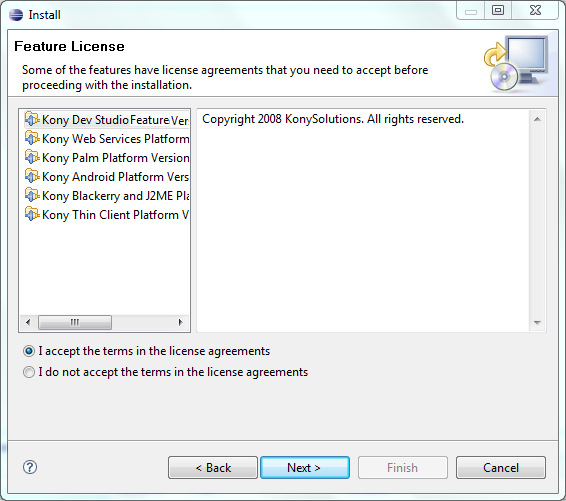 Install
Feature License
Some of the features have license agreements that you need to accept before
proceeding with the installation.
Kony Dev Studio Feature Ver
Kony Web Services Platform
Kony Palm Platform Version
Kony Android Platform Vers
Kony Blackerry and J2ME Pla
Kony Thin Client Platform V
Copyright 2008 KonySolutions. All rights reserved.
I accept the terms in the license agreements
I do not accept the terms in the license agreements
?
< Back
Next >
Finish
Cancel